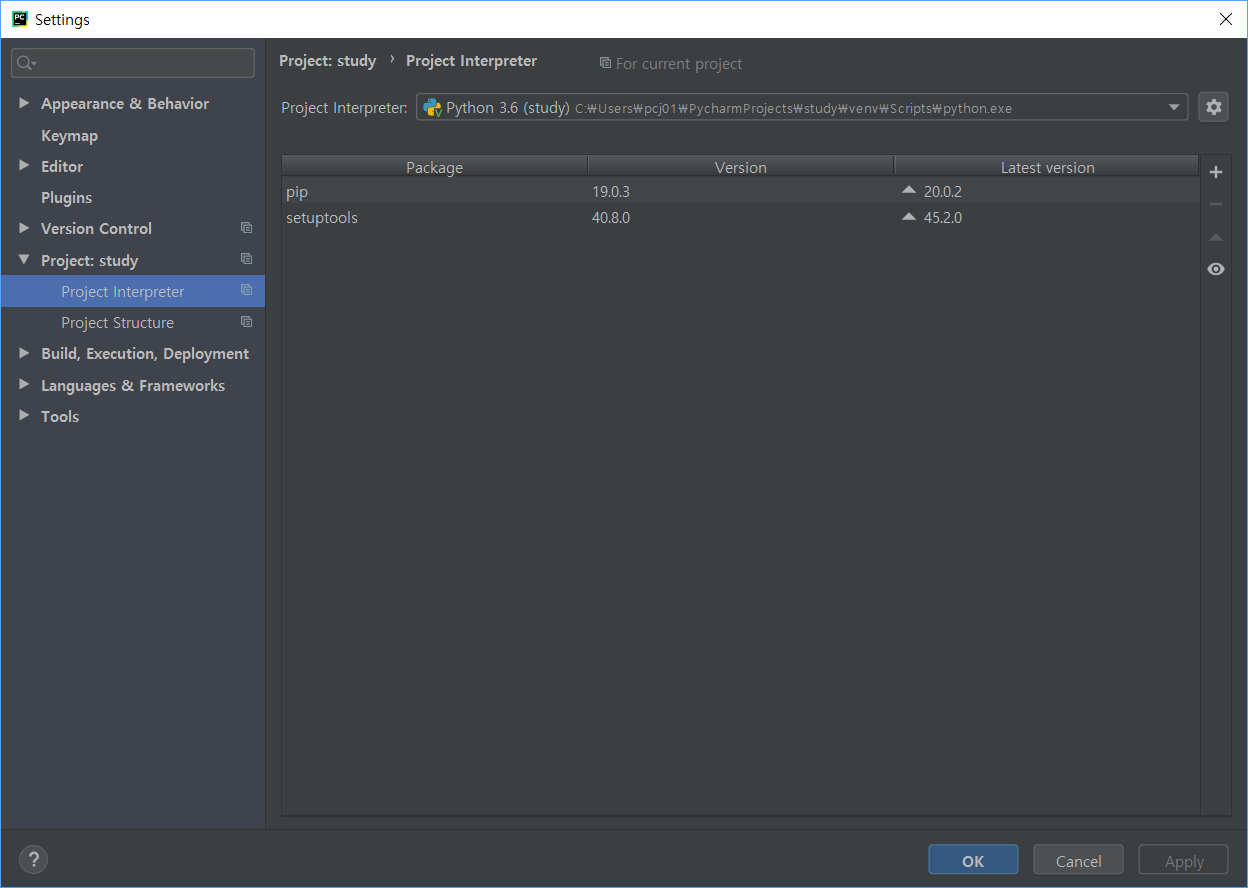 PC
Settings
Project: study › Project Interpreter
For current project
Project Interpreter: Python 3.6 (study) C:₩Users₩pcj01₩PycharmProjects₩study₩venv₩Scripts₩python.exe
Appearance & Behavior
Keymap
Editor
Plugins
Version Control
Project: study
Project Interpreter
Project Structure
Build, Execution, Deployment
Languages & Frameworks
Tools
Package Version Latest version
pip 19.0.3 20.0.2
setuptools 40.8.0 45.2.0
?
OK Cancel Apply